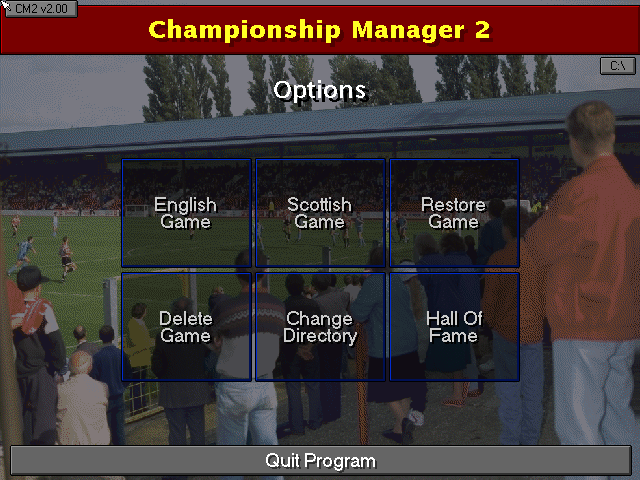 CM2 v2.00
Championship Manager 2
C:\
Options
English
Game
Scottish
Game
Restore
Game
Delete
Game
Change
Directory
Hall Of
Fame
Quit Program